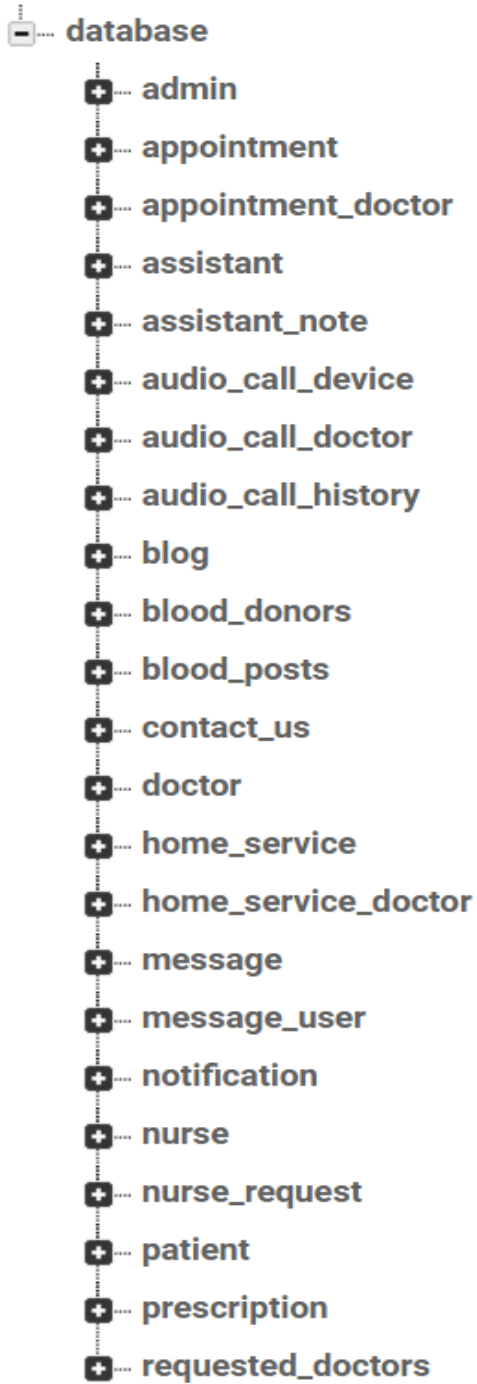 database
admin
appointment
appointment_doctor
assistant
assistant_note
audio_call_device
audio_call_doctor
audio_call_history
blog
blood_donors
blood_posts
contact_us
doctor
home_service
home_service_doctor
message
message_user
notification
nurse
nurse_request
patient
prescription
requested_doctors